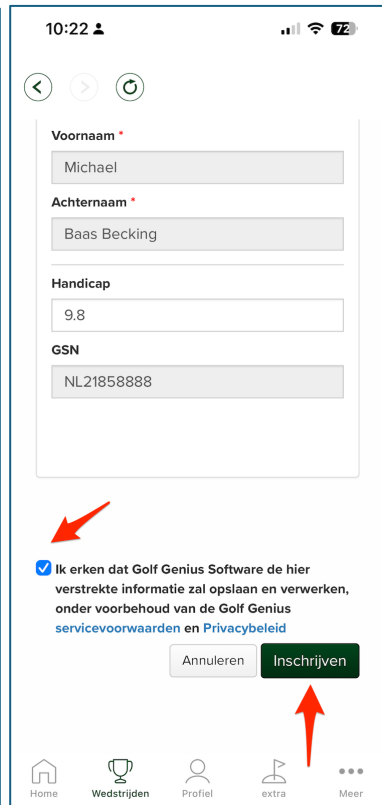 10:22
72
Voornaam *
Michael
Achternaam *
Baas Becking
Handicap
9.8
GSN
NL21858888
Ik erken dat Golf Genius Software de hier
verstrekte informatie zal opslaan en verwerken,
onder voorbehoud van de Golf Genius
servicevoorwaarden en Privacybeleid
Annuleren Inschrijven
Home Wedstrijden Profiel extra Meer